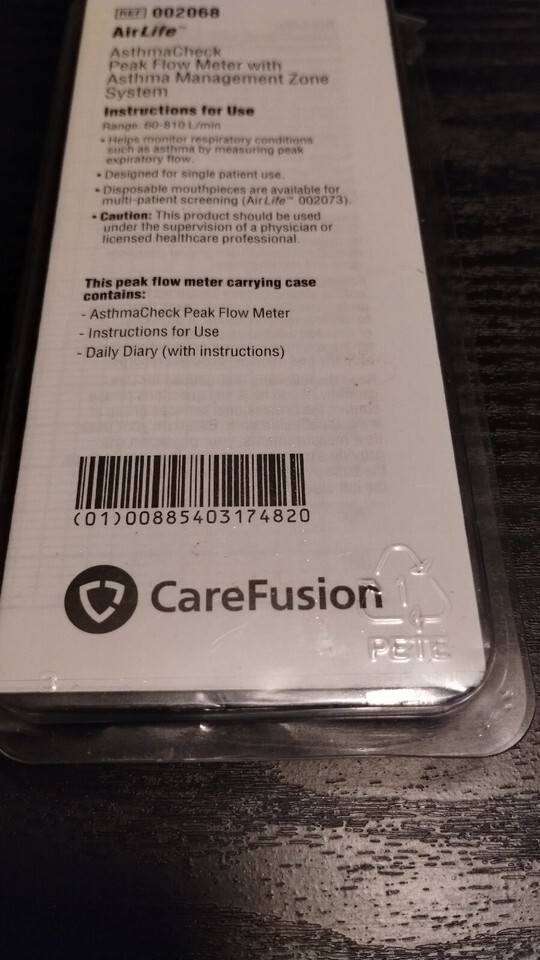 REF 002068
AirLife™
AsthmaCheck
Peak Flow Meter with
Asthma Management Zone
System
Instructions for Use
Range: 60-810 L/min
• Helps monitor respiratory conditions
such as asthma by measuring peak
expiratory flow.
• Designed for single patient use.
• Disposable mouthpieces are available for
multi-patient screening (AirLife™ 002073).
• Caution: This product should be used
under the supervision of a physician or
licensed healthcare professional.
This peak flow meter carrying case
contains:
- AsthmaCheck Peak Flow Meter
- Instructions for Use
- Daily Diary (with instructions)
(01)00885403174820
CareFusion
1
PETE